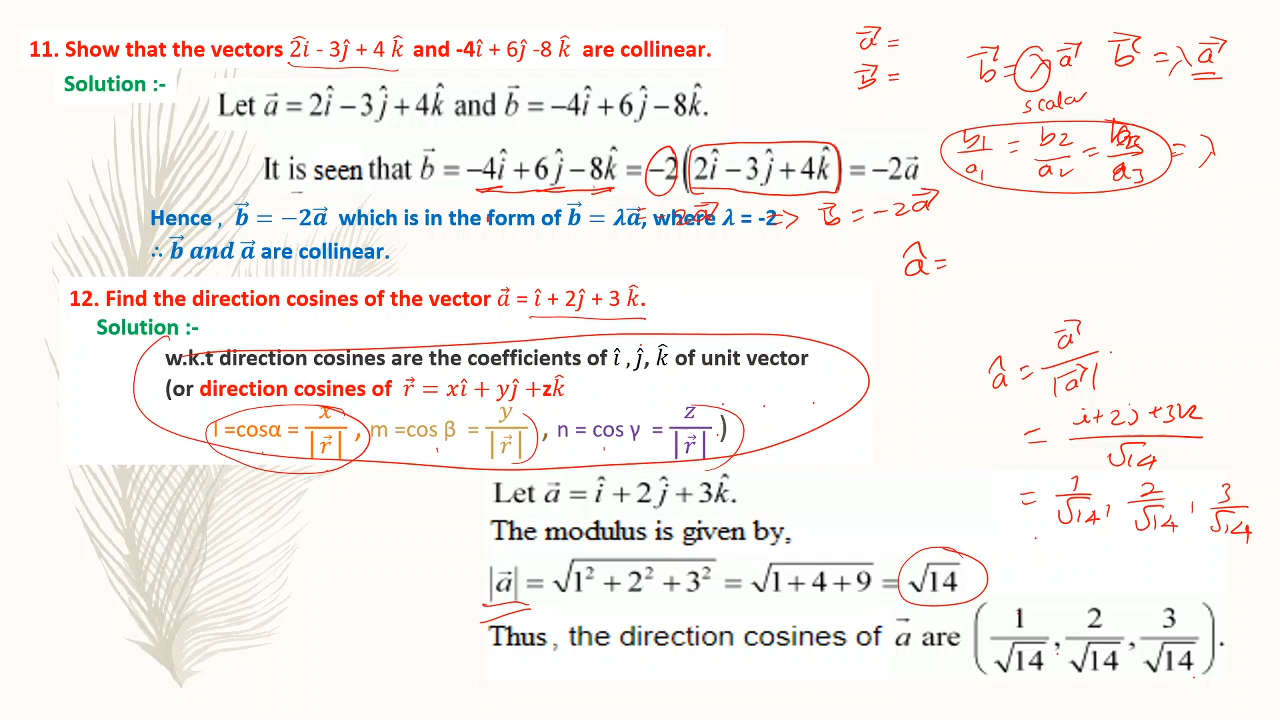 11. Show that the vectors 2î - 3ĵ + 4 k̂ and -4î + 6ĵ -8 k̂ are collinear.
Solution :-
Let a⃗ = 2î − 3ĵ + 4k̂ and b⃗ = −4î + 6ĵ − 8k̂.
It is seen that b⃗ = −4î + 6ĵ − 8k̂ = −2(2î − 3ĵ + 4k̂) = −2a⃗
Hence , b⃗ = −2a⃗ which is in the form of b⃗ = λa⃗, where λ = -2
∴ b⃗ and a⃗ are collinear.
a⃗ =
b⃗ =
b⃗ = λ a⃗
scalar
b⃗ = λ a⃗
b1/a1 = b2/a2 = b3/a3 = λ
= −2a⃗
=> b⃗ = −2a⃗
â =
12. Find the direction cosines of the vector a⃗ = î + 2ĵ + 3 k̂.
Solution :-
w.k.t direction cosines are the coefficients of î , ĵ, k̂ of unit vector
(or direction cosines of r⃗ = xî + yĵ +zk̂
l =cosα = x/|r⃗| , m =cos β = y/|r⃗| , n = cos γ = z/|r⃗| )
Let a⃗ = î + 2ĵ + 3k̂.
The modulus is given by,
|a⃗| = √(1² + 2² + 3²) = √(1 + 4 + 9) = √14
Thus, the direction cosines of a⃗ are (1/√14, 2/√14, 3/√14).
â = a⃗/|a⃗|
= i+2j+3k/√14
= 1/√14, 2/√14, 3/√14